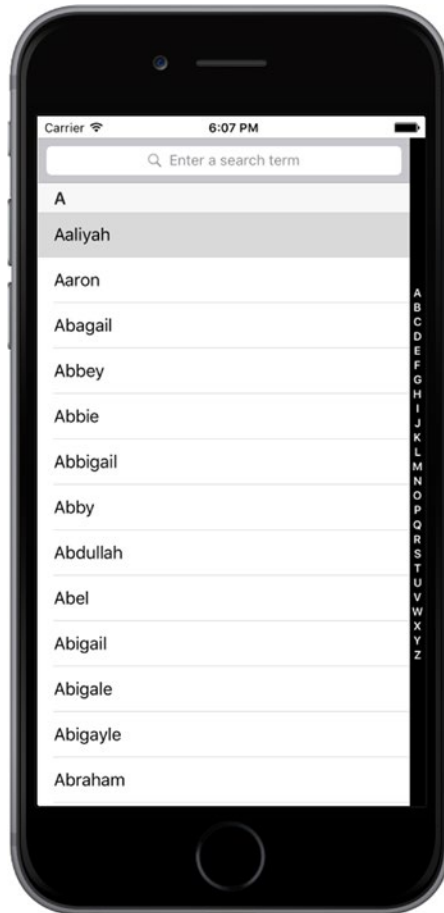 Carrier 6:07 PM
Enter a search term
A
Aaliyah
Aaron
Abagail
Abbey
Abbie
Abbigail
Abby
Abdullah
Abel
Abigail
Abigale
Abigayle
Abraham
A
B
C
D
E
F
G
H
I
J
K
L
M
N
O
P
Q
R
S
T
U
V
W
X
Y
Z